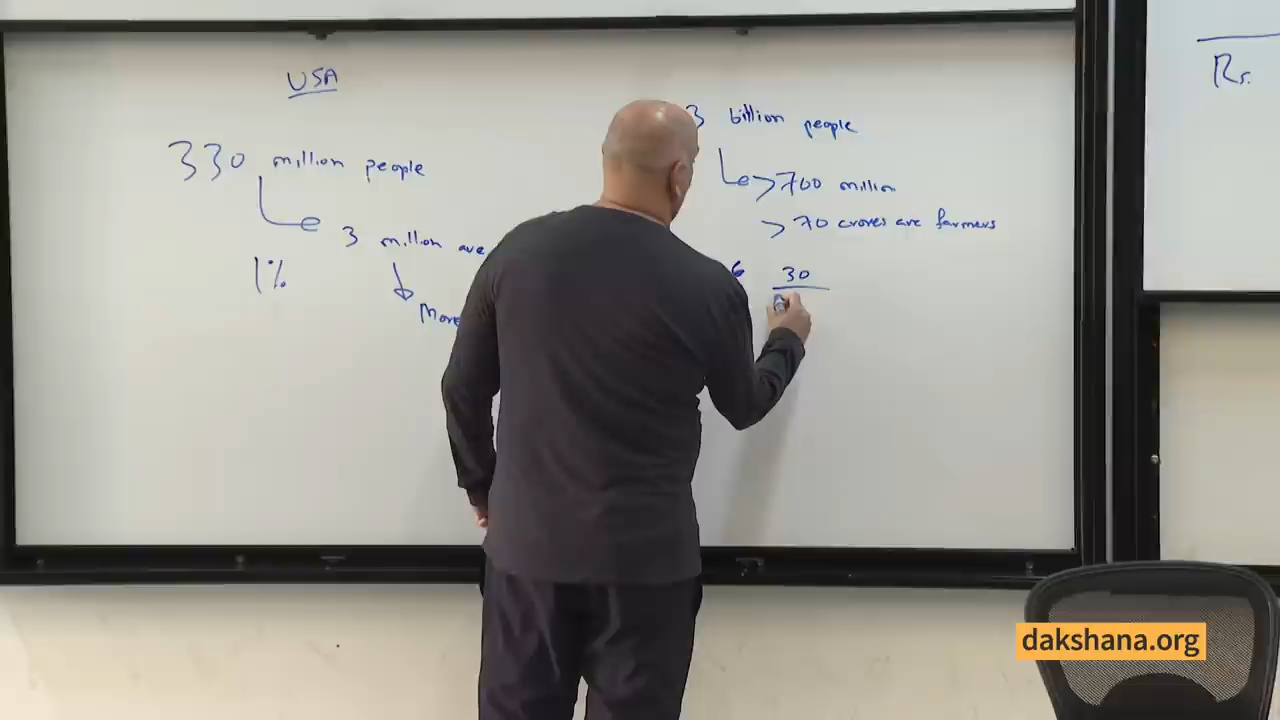 USA
330 million people
3 million are
1%
More
3 billion people
>700 million
>70 crores are farmers
6 30
Rs.
dakshana.org